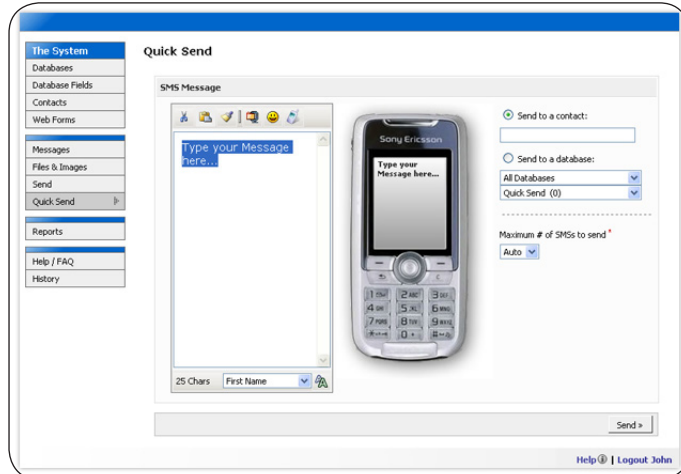 The System
Databases
Database Fields
Contacts
Web Forms
Messages
Files & Images
Send
Quick Send
Reports
Help / FAQ
History
Quick Send
SMS Message
Type your Message
here...
25 Chars
First Name
Sony Ericsson
Type your
Message here...
Send to a contact:
Send to a database:
All Databases
Quick Send (0)
Maximum # of SMSs to send *
Auto
Send »
Help | Logout John